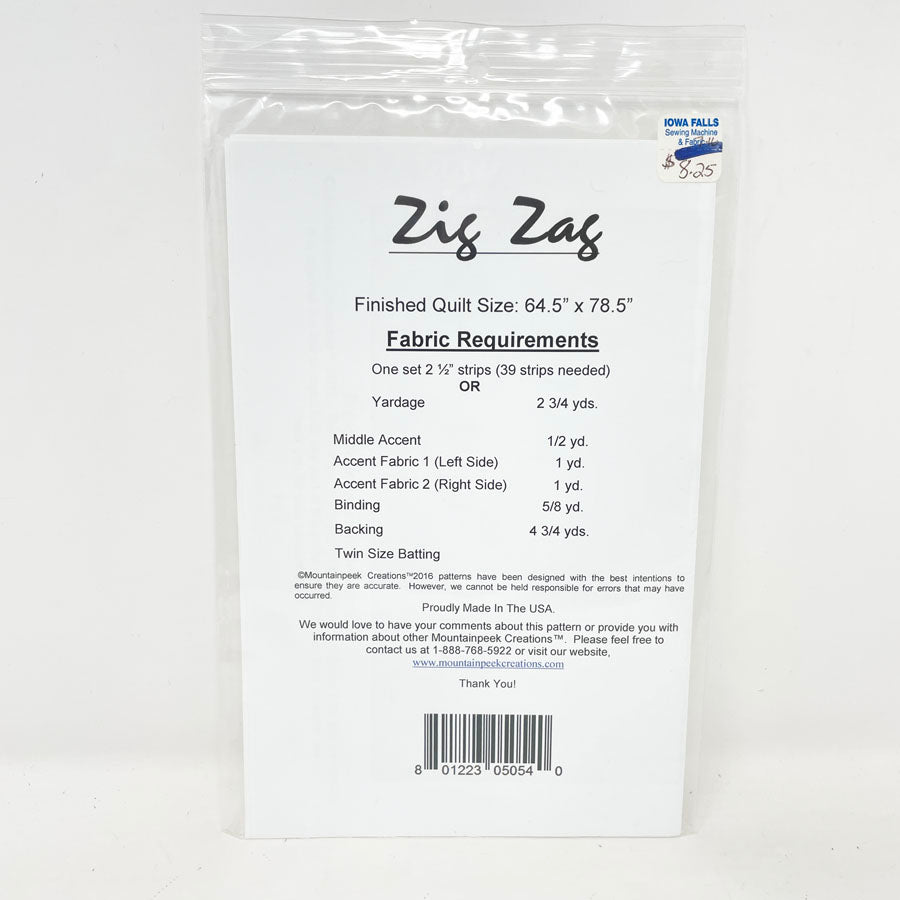 IOWA FALLS
Sewing Machine
& Fabric
$ 8.25
Zig Zag
Finished Quilt Size: 64.5” x 78.5”
Fabric Requirements
One set 2 ½” strips (39 strips needed)
OR
Yardage 2 3/4 yds.
Middle Accent 1/2 yd.
Accent Fabric 1 (Left Side) 1 yd.
Accent Fabric 2 (Right Side) 1 yd.
Binding 5/8 yd.
Backing 4 3/4 yds.
Twin Size Batting
©Mountainpeek Creations™2016 patterns have been designed with the best intentions to
ensure they are accurate. However, we cannot be held responsible for errors that may have
occurred.
Proudly Made In The USA.
We would love to have your comments about this pattern or provide you with
information about other Mountainpeek Creations™. Please feel free to
contact us at 1-888-768-5922 or visit our website,
www.mountainpeekcreations.com
Thank You!
8 01223 05054 0